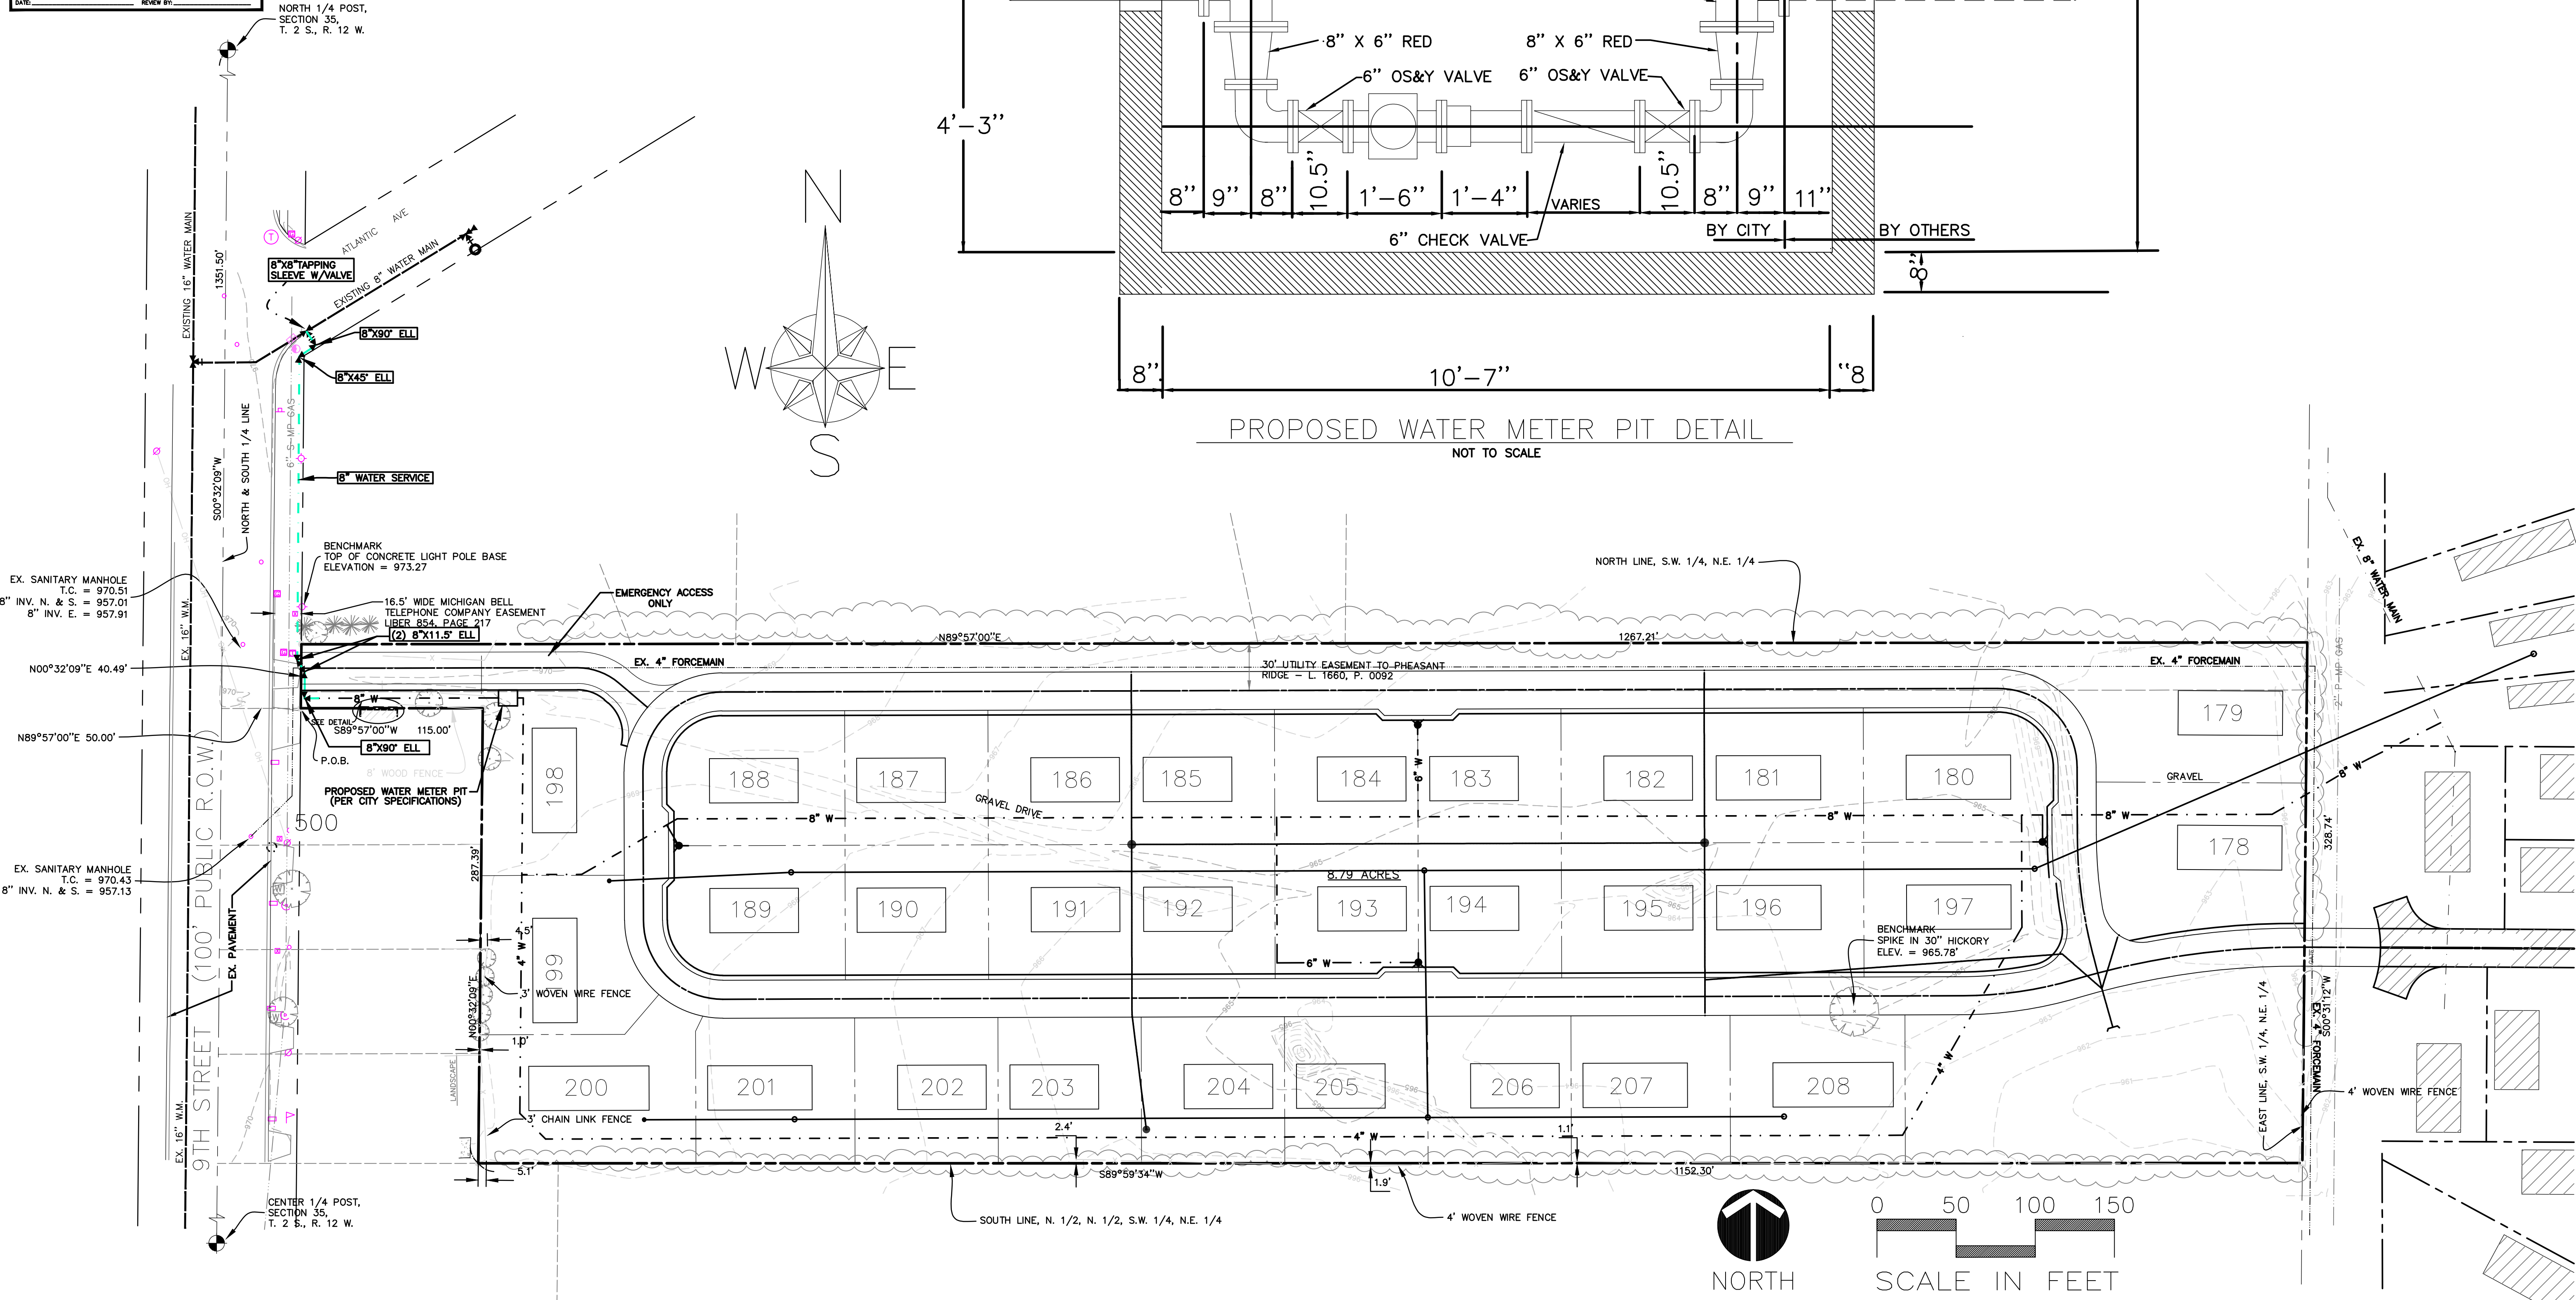 DATE: REVIEW BY:
NORTH 1/4 POST,
SECTION 35,
T. 2 S., R. 12 W.
8" X 6" RED
8" X 6" RED
6" OS&Y VALVE
6" OS&Y VALVE
4'-3"
8"
9"
8"
10.5"
1'-6"
1'-4"
VARIES
10.5"
8"
9"
11"
6" CHECK VALVE
BY CITY
BY OTHERS
8"
8"
10'-7"
"8
PROPOSED WATER METER PIT DETAIL
NOT TO SCALE
N
W
E
S
EXISTING 16" WATER MAIN
1351.50'
T
ATLANTIC AVE
8"X8"TAPPING
SLEEVE W/VALVE
EXISTING 8" WATER MAIN
8"X90° ELL
8"X45° ELL
6" S-MP GAS
S00°32'09"W
NORTH & SOUTH 1/4 LINE
8" WATER SERVICE
BENCHMARK
TOP OF CONCRETE LIGHT POLE BASE
ELEVATION = 973.27
EX. SANITARY MANHOLE
T.C. = 970.51
8" INV. N. & S. = 957.01
8" INV. E. = 957.91
EX. 16" W.M.
16.5' WIDE MICHIGAN BELL
TELEPHONE COMPANY EASEMENT
LIBER 854, PAGE 217
(2) 8"X11.5° ELL
EMERGENCY ACCESS
ONLY
NORTH LINE, S.W. 1/4, N.E. 1/4
EX. 8" WATER MAIN
N89°57'00"E
1267.21'
N00°32'09"E 40.49'
EX. 4" FORCEMAIN
30' UTILITY EASEMENT TO PHEASANT
RIDGE - L. 1660, P. 0092
EX. 4" FORCEMAIN
2" P-MP GAS
8" W
SEE DETAIL
S89°57'00"W 115.00'
N89°57'00"E 50.00'
8"X90° ELL
P.O.B.
8' WOOD FENCE
PROPOSED WATER METER PIT
(PER CITY SPECIFICATIONS)
500
179
198
188
187
186
185
184
6" W
183
182
181
180
GRAVEL
GRAVEL DRIVE
8" W
8" W
8" W
8" W
178
328.74'
287.39'
EX. SANITARY MANHOLE
T.C. = 970.43
8" INV. N. & S. = 957.13
8.79 ACRES
189
190
191
192
193
194
195
196
197
BENCHMARK
SPIKE IN 30" HICKORY
ELEV. = 965.78'
EX. PAVEMENT
9TH STREET (100' PUBLIC R.O.W.)
4.5'
4" W
199
6" W
3' WOVEN WIRE FENCE
N00°32'09"E
1.0'
LANDSCAPE
S00°31'12"W
EX. 4" FORCEMAIN
EAST LINE, S.W. 1/4, N.E. 1/4
4" W
200
201
202
203
204
205
206
207
208
4' WOVEN WIRE FENCE
EX. 16" W.M.
3' CHAIN LINK FENCE
2.4'
4" W
1.1'
5.1'
S89°59'34"W
1.9'
1152.30'
CENTER 1/4 POST,
SECTION 35,
T. 2 S., R. 12 W.
SOUTH LINE, N. 1/2, N. 1/2, S.W. 1/4, N.E. 1/4
4' WOVEN WIRE FENCE
NORTH
0 50 100 150
SCALE IN FEET